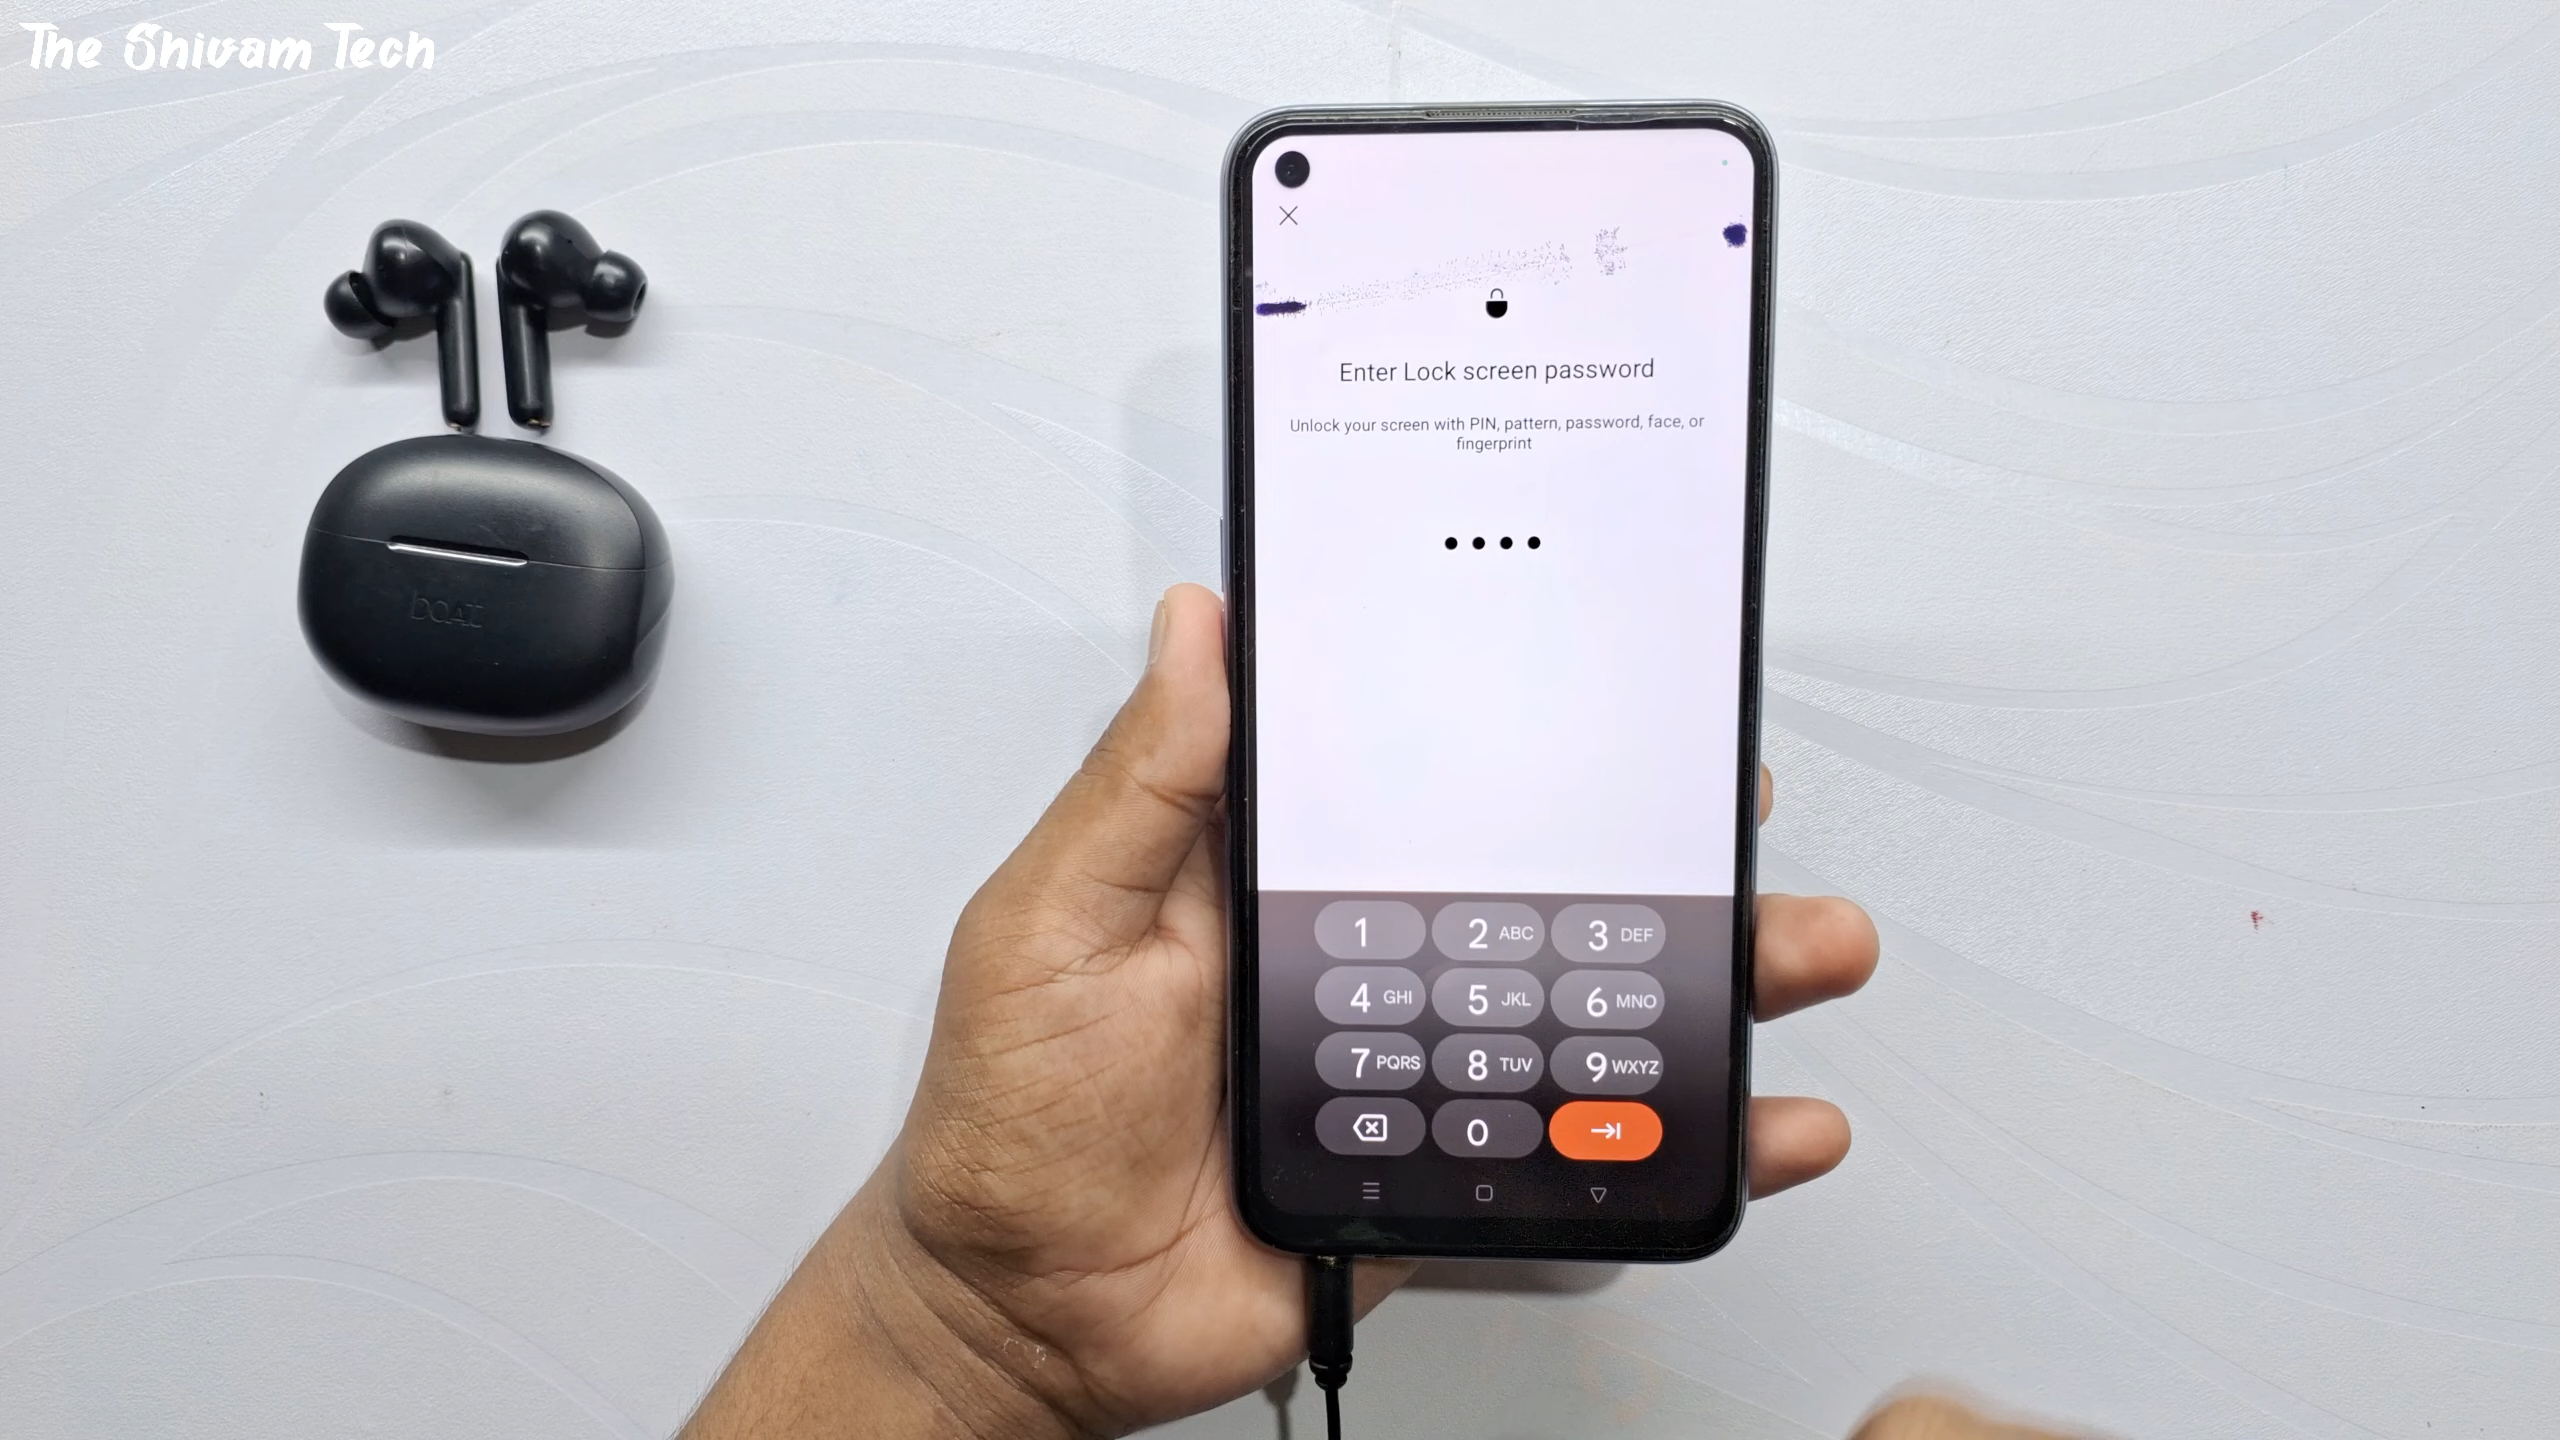 The Shivam Tech
boAt
Enter Lock screen password
Unlock your screen with PIN, pattern, password, face, or
fingerprint
1 2 ABC 3 DEF
4 GHI 5 JKL 6 MNO
7 PQRS 8 TUV 9 WXYZ
0